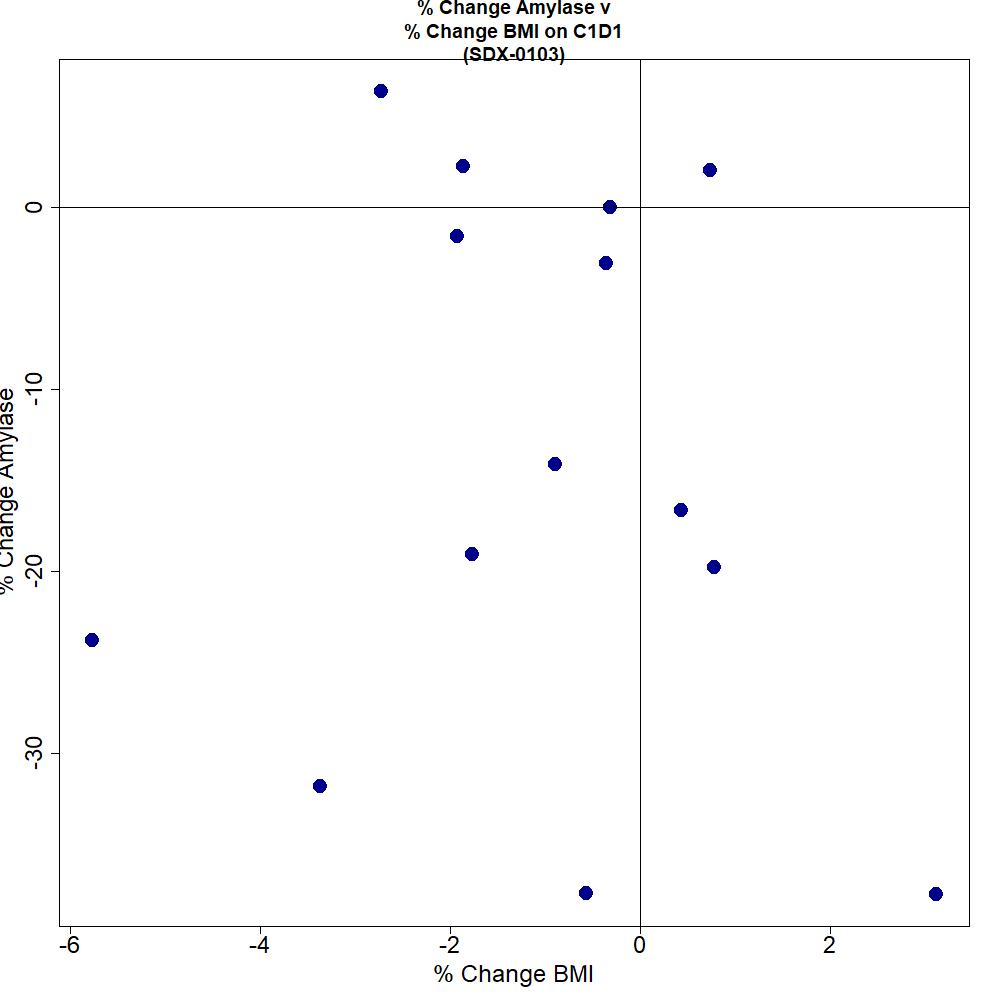 % Change Amylase v
% Change BMI on C1D1
(SDX-0103)
% Change Amylase
0
-10
-20
-30
-6
-4
-2
0
2
% Change BMI